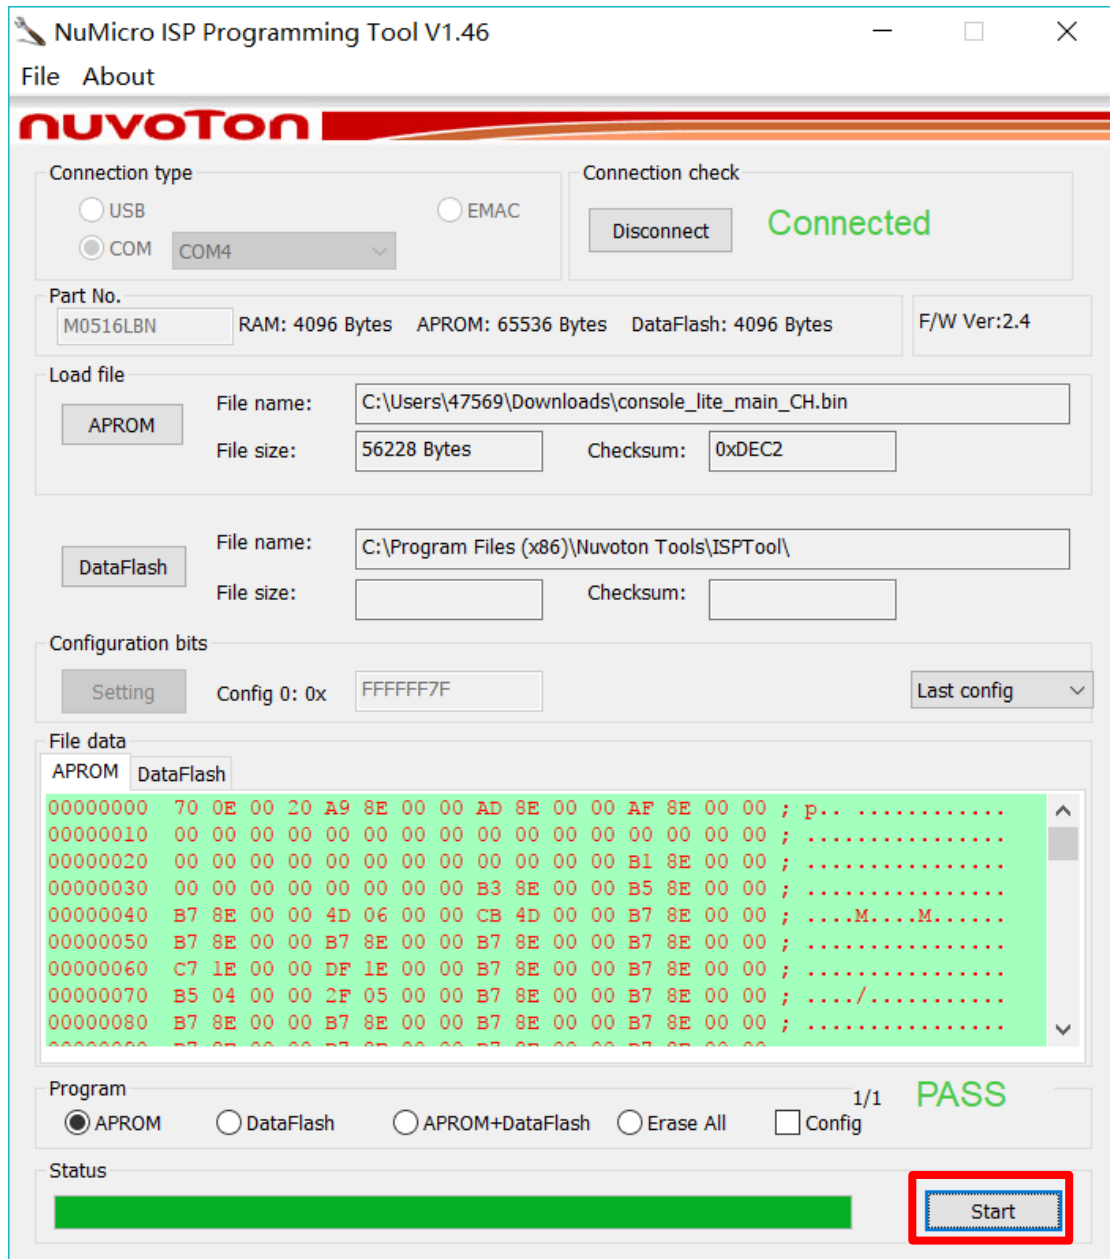 NuMicro ISP Programming Tool V1.46
File About
nuvoTon
Connection type
USB
EMAC
COM COM4
Connection check
Disconnect Connected
Part No.
M0516LBN RAM: 4096 Bytes APROM: 65536 Bytes DataFlash: 4096 Bytes
F/W Ver:2.4
Load file
APROM
File name: C:\Users\47569\Downloads\console_lite_main_CH.bin
File size: 56228 Bytes Checksum: 0xDEC2
DataFlash
File name: C:\Program Files (x86)\Nuvoton Tools\ISPTool\
File size: Checksum:
Configuration bits
Setting Config 0: 0x FFFFFF7F Last config
File data
APROM DataFlash
00000000 70 0E 00 20 A9 8E 00 00 AD 8E 00 00 AF 8E 00 00 ; p.. ............
00000010 00 00 00 00 00 00 00 00 00 00 00 00 00 00 00 00 ; ................
00000020 00 00 00 00 00 00 00 00 00 00 00 00 B1 8E 00 00 ; ................
00000030 00 00 00 00 00 00 00 00 B3 8E 00 00 B5 8E 00 00 ; ................
00000040 B7 8E 00 00 4D 06 00 00 CB 4D 00 00 B7 8E 00 00 ; ....M....M......
00000050 B7 8E 00 00 B7 8E 00 00 B7 8E 00 00 B7 8E 00 00 ; ................
00000060 C7 1E 00 00 DF 1E 00 00 B7 8E 00 00 B7 8E 00 00 ; ................
00000070 B5 04 00 00 2F 05 00 00 B7 8E 00 00 B7 8E 00 00 ; ..../...........
00000080 B7 8E 00 00 B7 8E 00 00 B7 8E 00 00 B7 8E 00 00 ; ................
Program
APROM DataFlash APROM+DataFlash Erase All Config
1/1 PASS
Status
Start